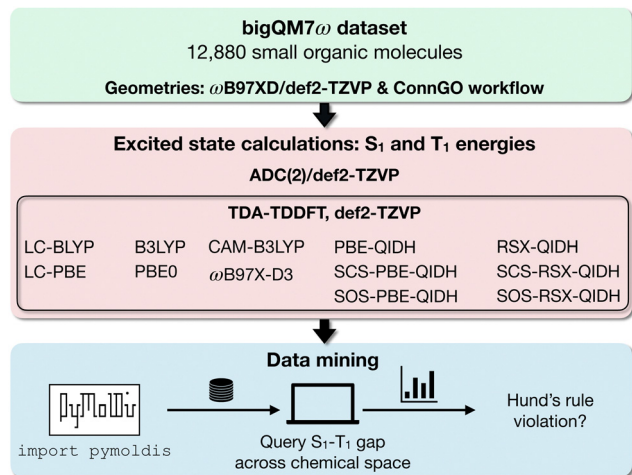 bigQM7ω dataset
12,880 small organic molecules
Geometries: ωB97XD/def2-TZVP & ConnGO workflow
Excited state calculations: S₁ and T₁ energies
ADC(2)/def2-TZVP
TDA-TDDFT, def2-TZVP
LC-BLYP B3LYP CAM-B3LYP PBE-QIDH RSX-QIDH
LC-PBE PBE0 ωB97X-D3 SCS-PBE-QIDH SCS-RSX-QIDH
SOS-PBE-QIDH SOS-RSX-QIDH
Data mining
PyMolDis
import pymoldis
Query S₁-T₁ gap
across chemical space
Hund's rule
violation?